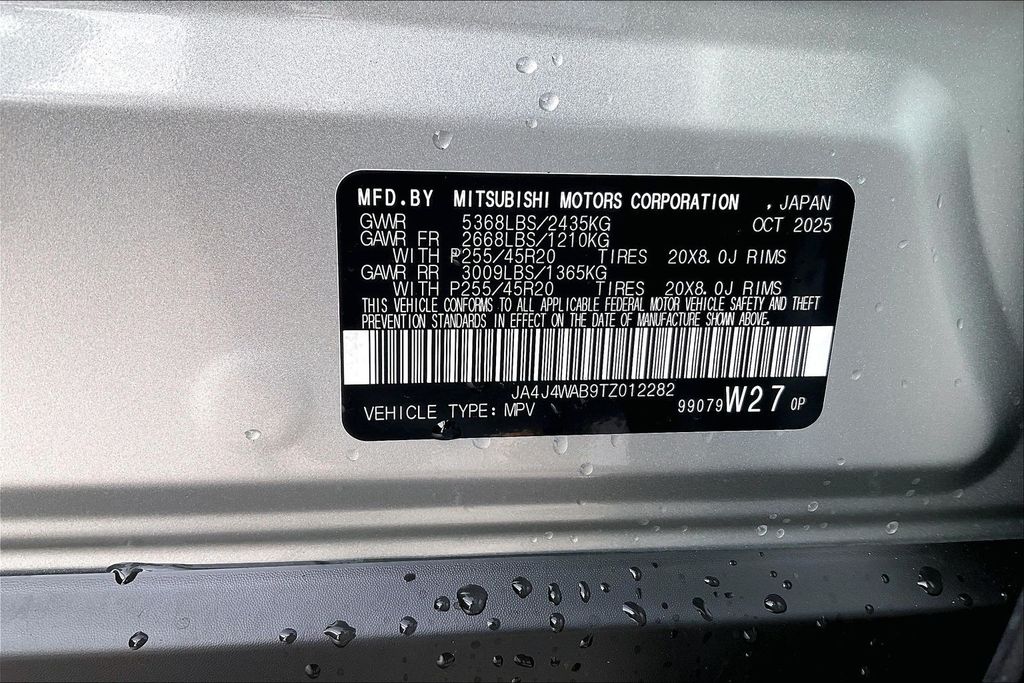 MFD.BY MITSUBISHI MOTORS CORPORATION , JAPAN
OCT 2025
GVWR 5368LBS/2435KG
GAWR FR 2668LBS/1210KG
WITH P255/45R20 TIRES 20X8.0J RIMS
GAWR RR 3009LBS/1365KG
WITH P255/45R20 TIRES 20X8.0J RIMS
THIS VEHICLE CONFORMS TO ALL APPLICABLE FEDERAL MOTOR VEHICLE SAFETY AND THEFT
PREVENTION STANDARDS IN EFFECT ON THE DATE OF MANUFACTURE SHOWN ABOVE.
JA4J4WAB9TZ012282
VEHICLE TYPE: MPV 99079 W27 0P